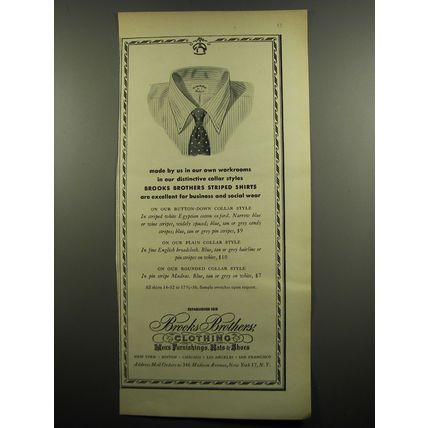 made by us in our own workrooms
in our distinctive collar styles
BROOKS BROTHERS STRIPED SHIRTS
are excellent for business and social wear
ON OUR BUTTON-DOWN COLLAR STYLE
In striped white Egyptian cotton oxford. Narrow blue
or wine stripes, widely spaced; blue, tan or grey candy
stripes; blue, tan or grey pin stripes, $9
ON OUR PLAIN COLLAR STYLE
In fine English broadcloth. Blue, tan or grey hairline or
pin stripes on white, $10
ON OUR ROUNDED COLLAR STYLE
In pin stripe Madras. Blue, tan or grey on white, $7
All shirts 14-32 to 17½-36. Sample swatches upon request.
ESTABLISHED 1818
Brooks Brothers,
CLOTHING
Mens Furnishings, Hats & Shoes
NEW YORK • BOSTON • CHICAGO • LOS ANGELES • SAN FRANCISCO
Address Mail Orders to 346 Madison Avenue, New York 17, N. Y.